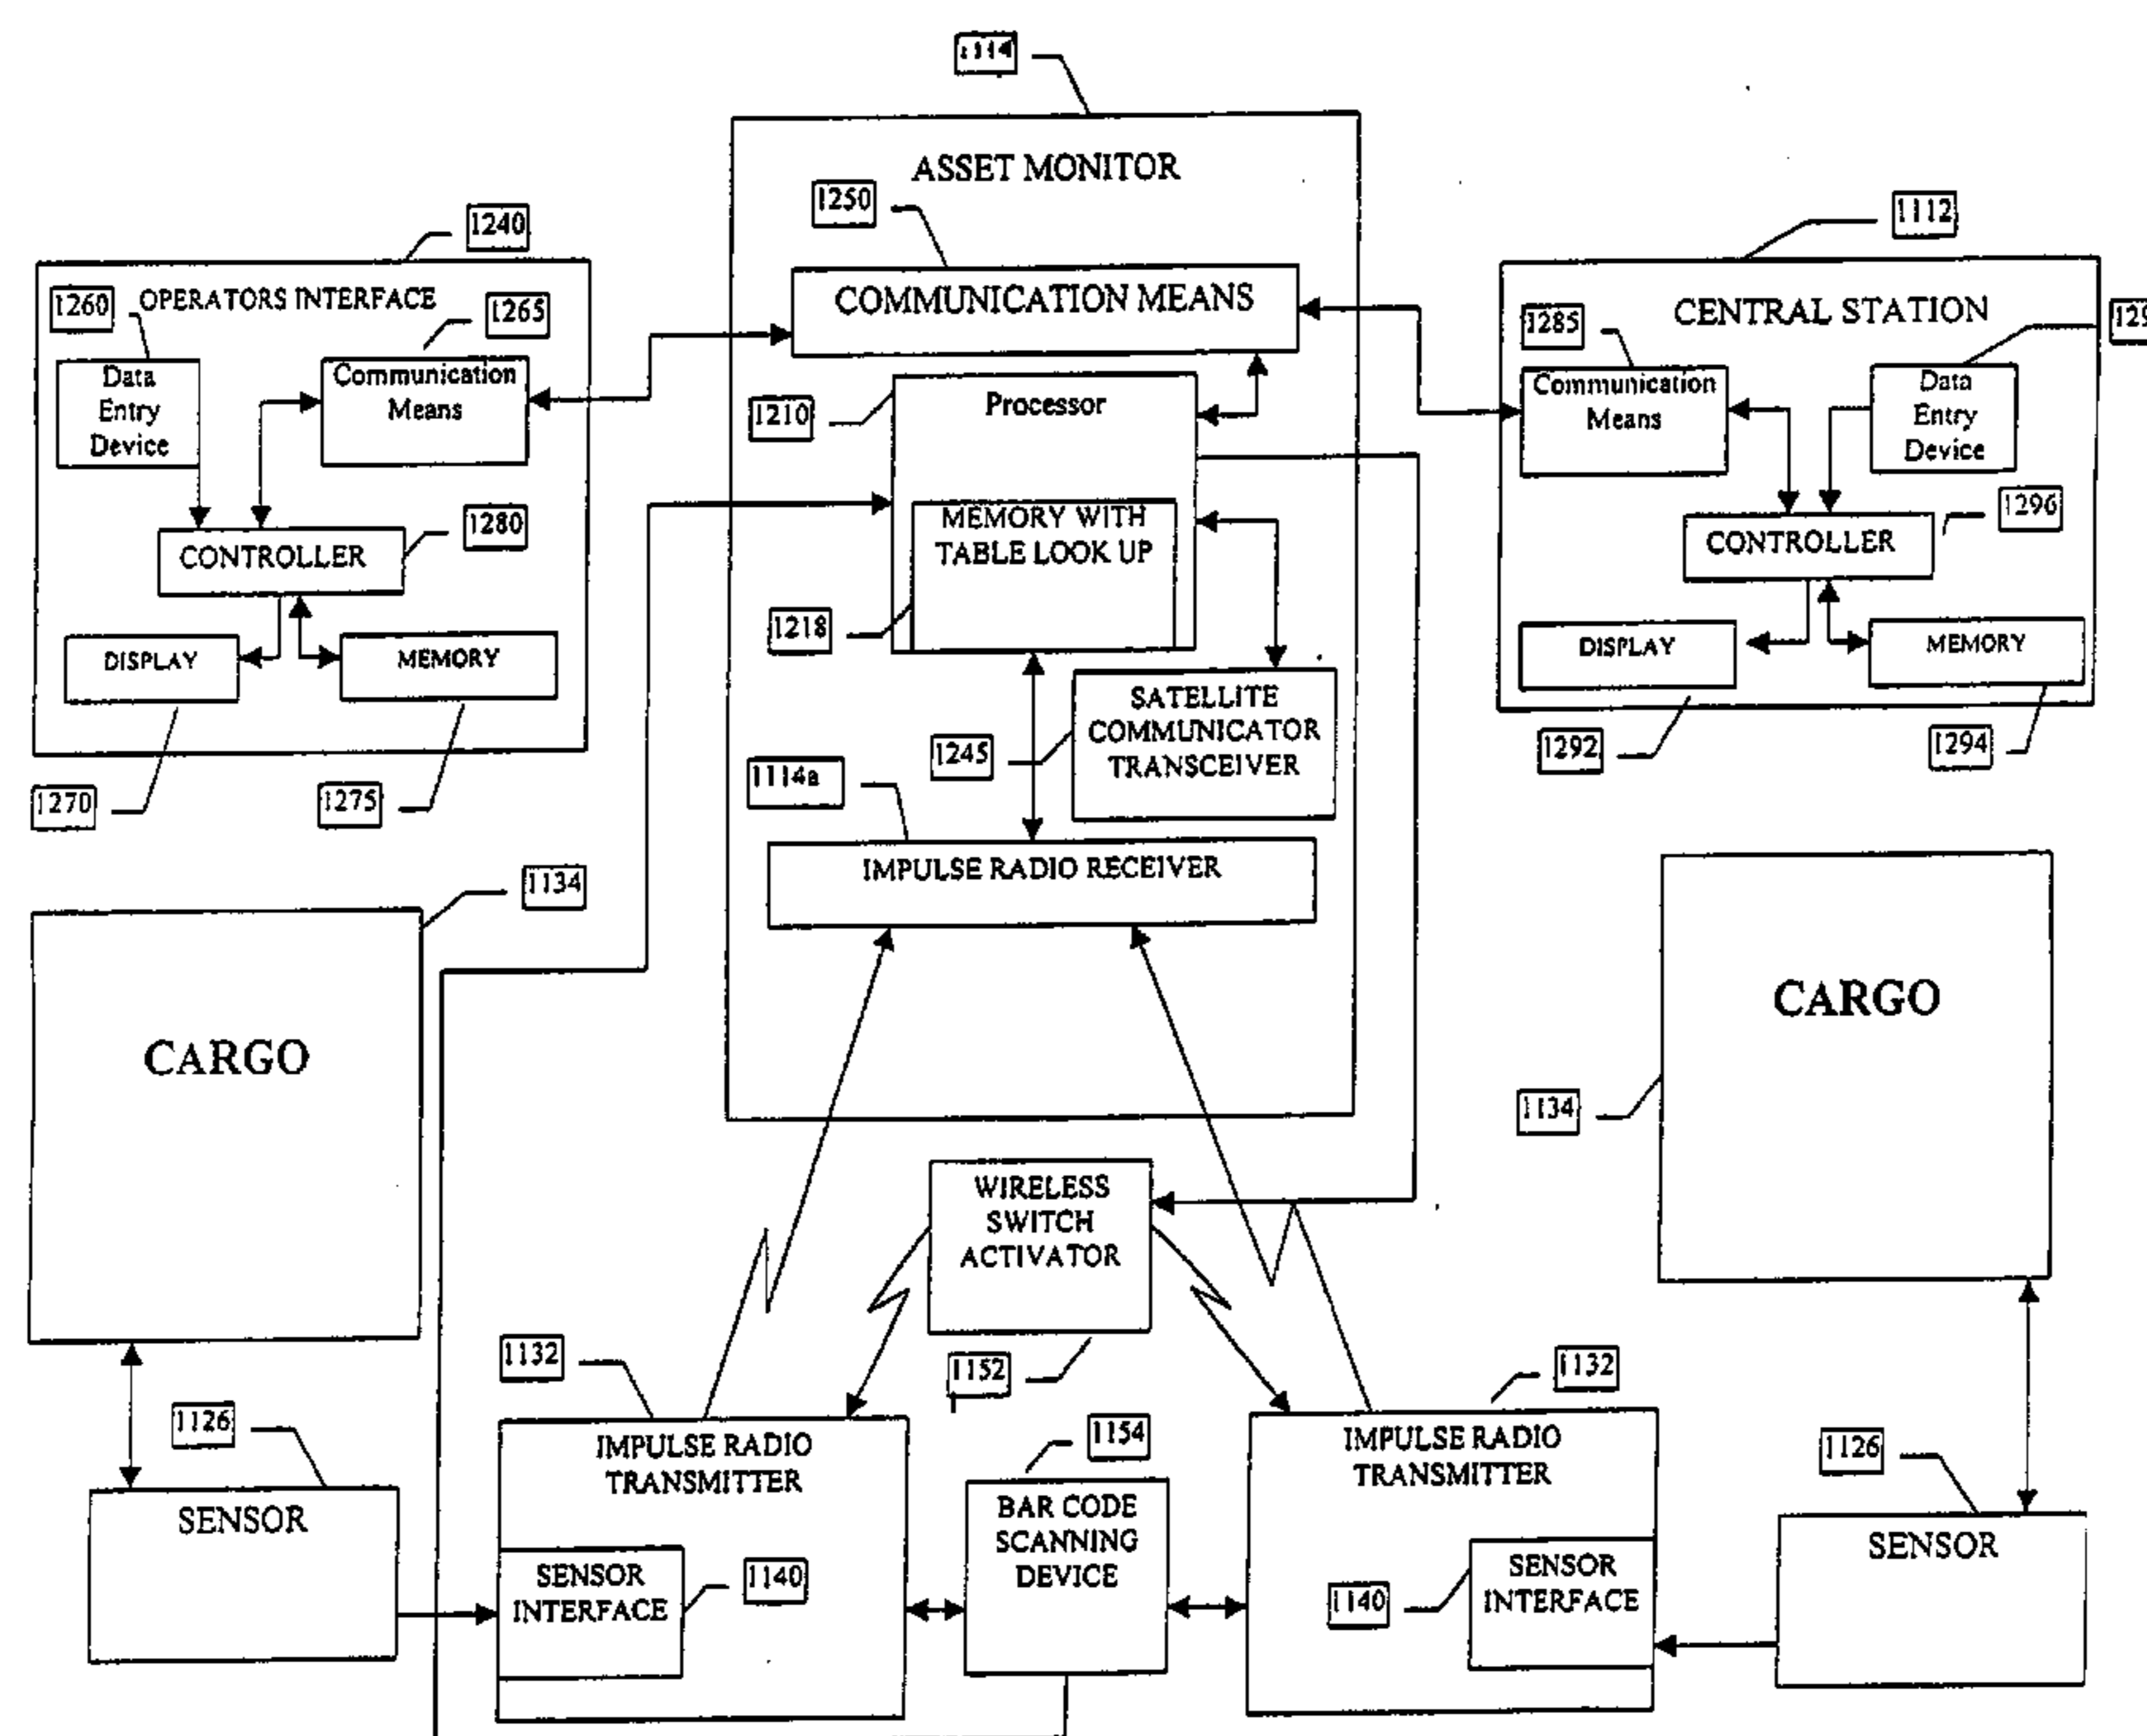 1114
ASSET MONITOR
1250
COMMUNICATION MEANS
1240
OPERATORS INTERFACE
1260
1265
Data
Entry
Device
Communication
Means
1280
CONTROLLER
DISPLAY
MEMORY
1270
1275
1210
Processor
MEMORY WITH
TABLE LOOK UP
1218
SATELLITE
COMMUNICATOR
TRANSCEIVER
1245
1114a
IMPULSE RADIO RECEIVER
1112
CENTRAL STATION
1285
Communication
Means
Data
Entry
Device
1296
CONTROLLER
DISPLAY
MEMORY
1292
1294
1134
CARGO
CARGO
1134
WIRELESS
SWITCH
ACTIVATOR
1152
1132
1132
1126
SENSOR
IMPULSE RADIO
TRANSMITTER
SENSOR
INTERFACE
1140
1154
BAR CODE
SCANNING
DEVICE
IMPULSE RADIO
TRANSMITTER
1140
SENSOR
INTERFACE
1126
SENSOR